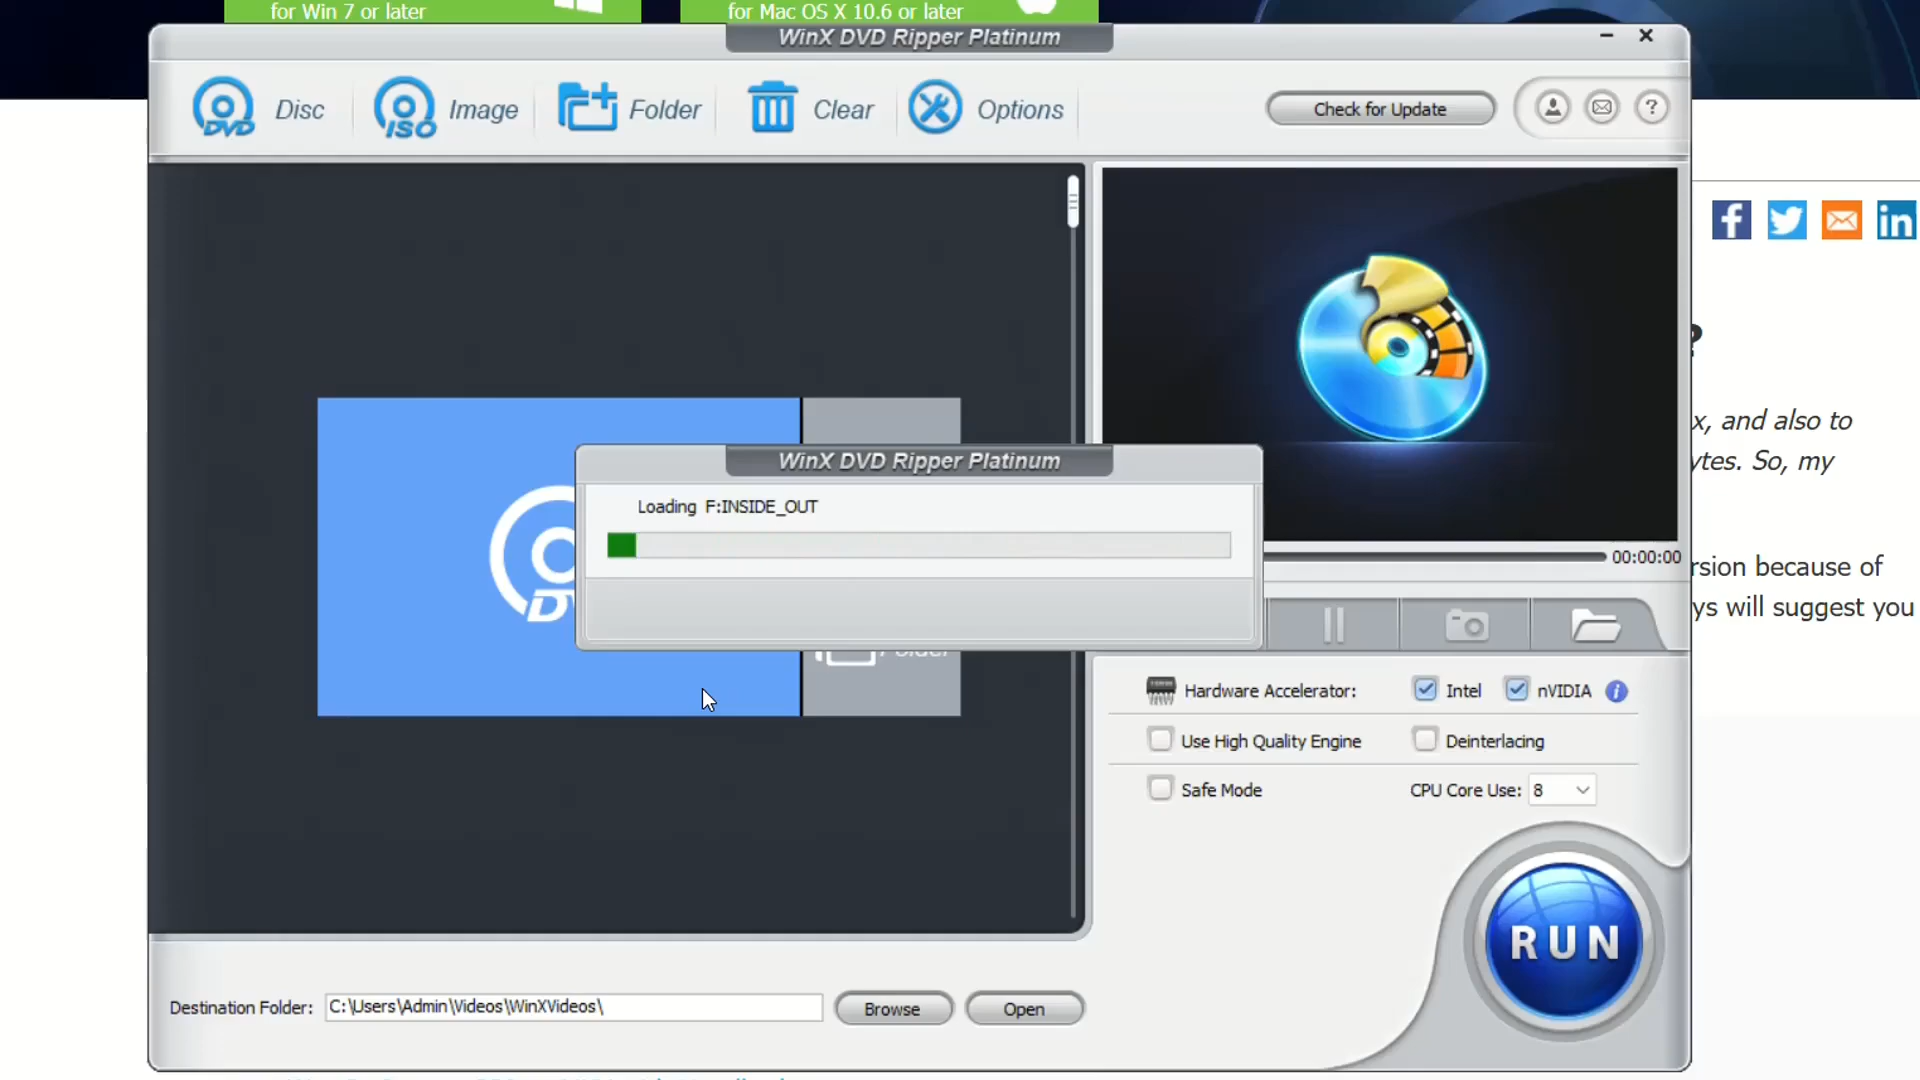 for Win 7 or later
for Mac OS X 10.6 or later
WinX DVD Ripper Platinum
DVD
Disc
ISO
Image
Folder
Clear
Options
Check for Update
?
?
x, and also to
ytes. So, my
WinX DVD Ripper Platinum
Loading F:INSIDE_OUT
00:00:00
rsion because of
ys will suggest you
Folder
Hardware Accelerator:
Intel
nVIDIA
i
Use High Quality Engine
Deinterlacing
Safe Mode
CPU Core Use:
8
RUN
Destination Folder:
C:\Users\Admin\Videos\WinXVideos\
Browse
Open